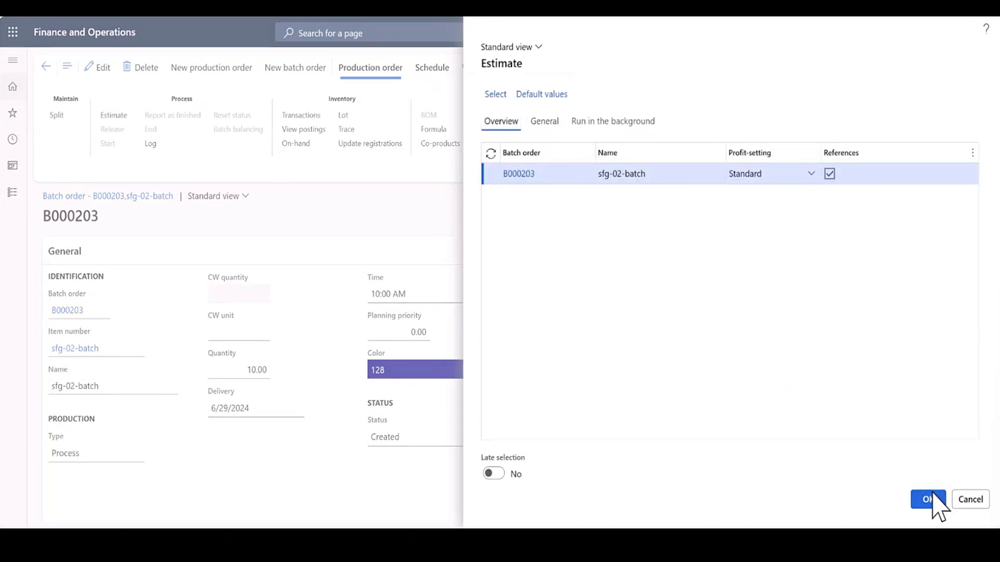 Finance and Operations
Search for a page
?
Edit
Delete
New production order
New batch order
Production order
Schedule
Maintain
Process
Inventory
Split
Estimate
Report as finished
Reset status
Transactions
Lot
BOM
Release
End
Batch balancing
View postings
Trace
Formula
Start
Log
On-hand
Update registrations
Co-products
Batch order - B000203,sfg-02-batch | Standard view
B000203
General
IDENTIFICATION
Batch order
B000203
Item number
sfg-02-batch
Name
sfg-02-batch
PRODUCTION
Type
Process
CW quantity
CW unit
Quantity
10.00
Delivery
6/29/2024
Time
10:00 AM
Planning priority
0.00
Color
128
STATUS
Status
Created
Standard view
Estimate
Select
Default values
Overview
General
Run in the background
Batch order
Name
Profit-setting
References
B000203
sfg-02-batch
Standard
Late selection
No
OK
Cancel